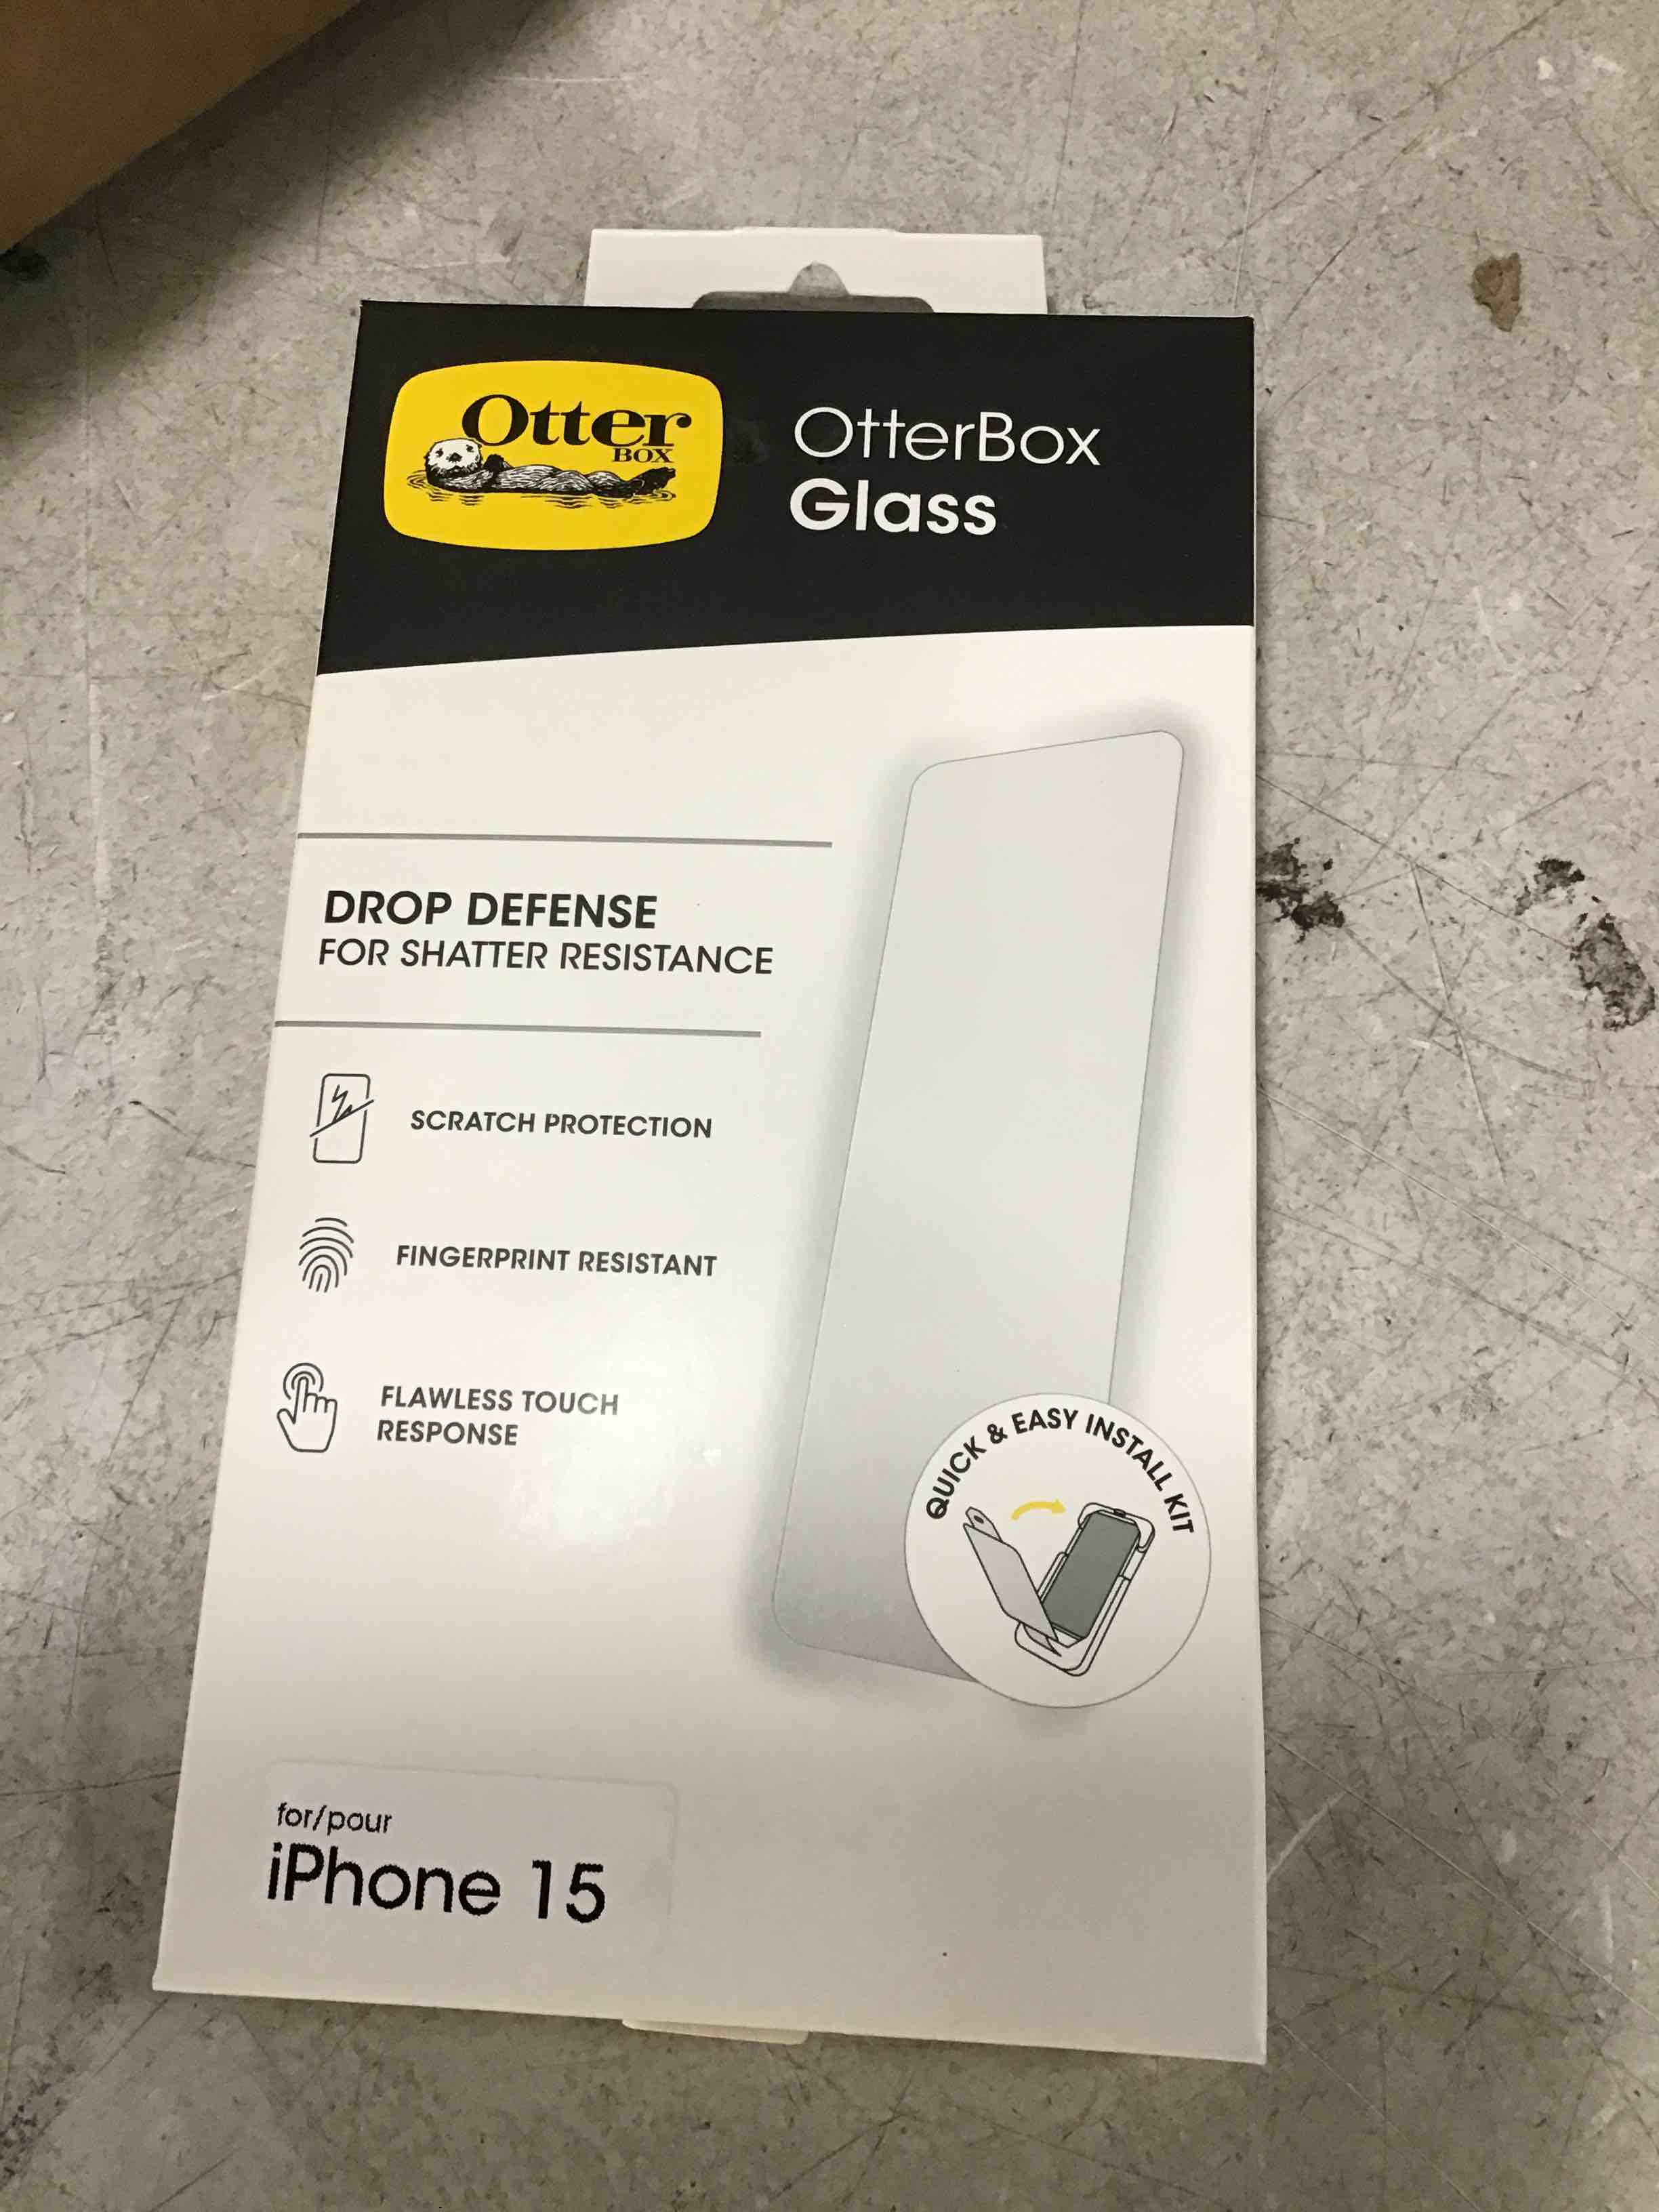 Otter
BOX
OtterBox
Glass
DROP DEFENSE
FOR SHATTER RESISTANCE
SCRATCH PROTECTION
FINGERPRINT RESISTANT
FLAWLESS TOUCH
RESPONSE
QUICK & EASY INSTALL KIT
for/pour
iPhone 15